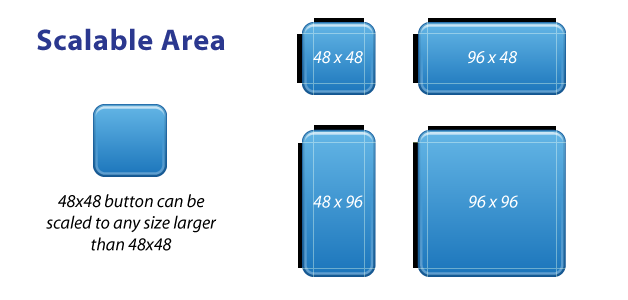 Scalable Area
48 x 48
96 x 48
48x48 button can be
scaled to any size larger
than 48x48
48 x 96
96 x 96